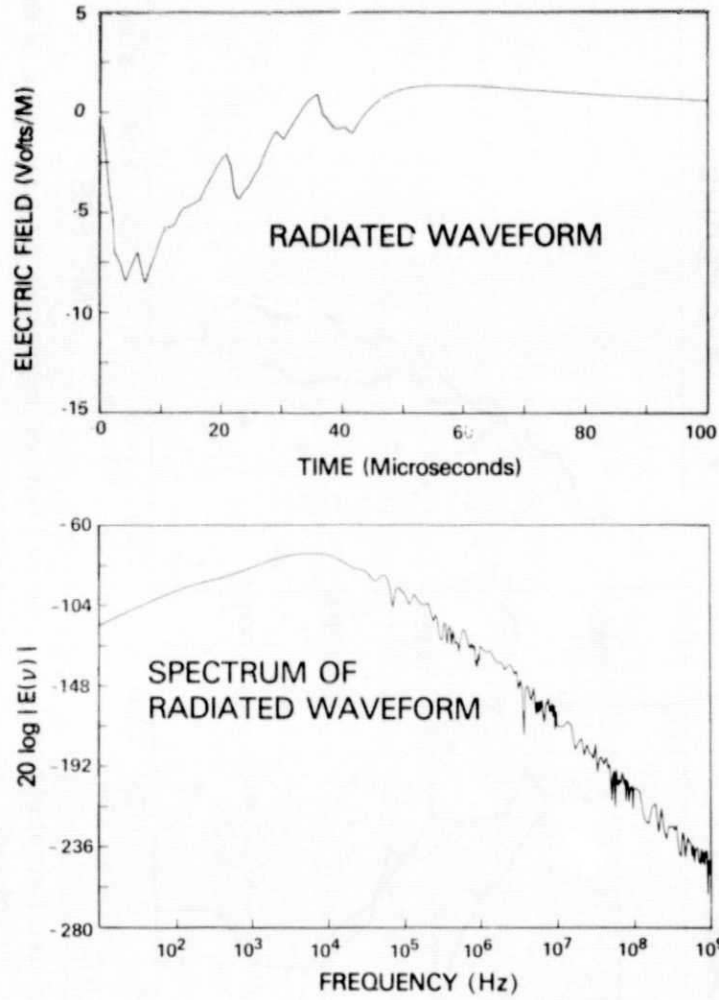 5
0
-5
-10
-15
ELECTRIC FIELD (Volts/M)
RADIATED WAVEFORM
0 20 40 60 80 100
TIME (Microseconds)
-60
-104
-148
-192
-236
-280
20 log |E(ν)|
SPECTRUM OF
RADIATED WAVEFORM
10² 10³ 10⁴ 10⁵ 10⁶ 10⁷ 10⁸ 10⁹
FREQUENCY (Hz)